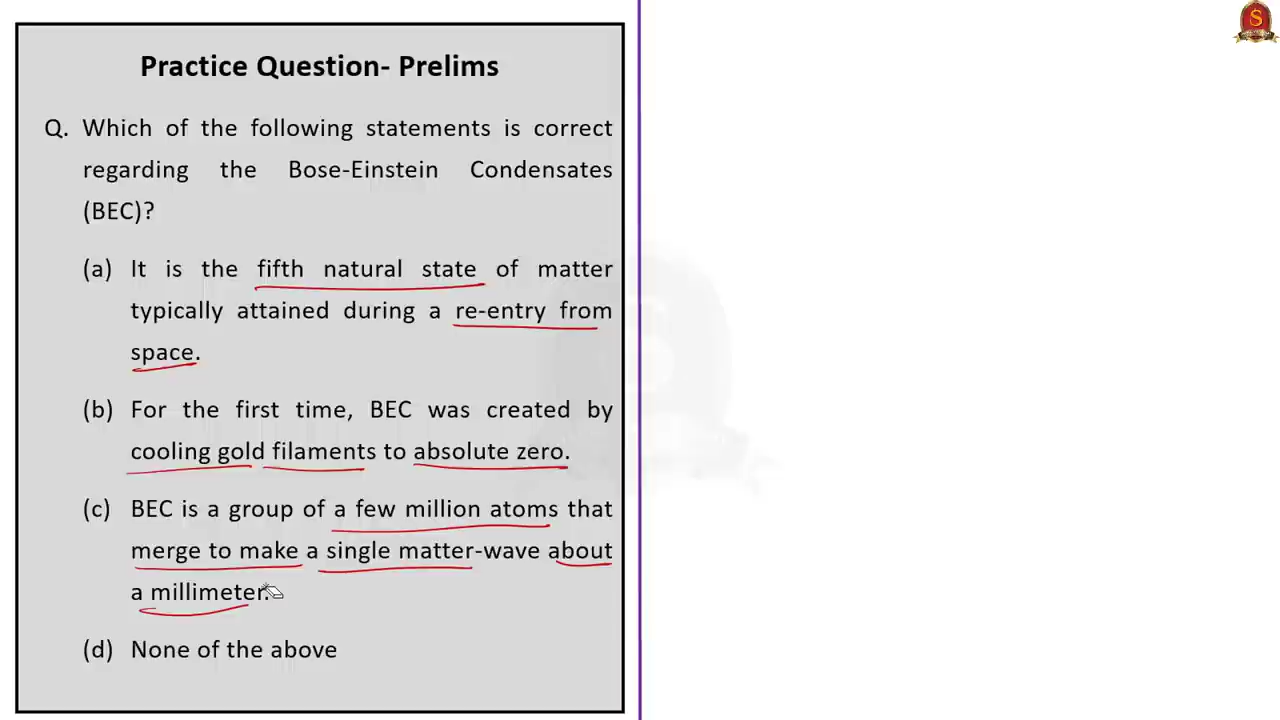 Practice Question- Prelims
Q. Which of the following statements is correct
regarding the Bose-Einstein Condensates
(BEC)?
(a) It is the fifth natural state of matter
typically attained during a re-entry from
space.
(b) For the first time, BEC was created by
cooling gold filaments to absolute zero.
(c) BEC is a group of a few million atoms that
merge to make a single matter-wave about
a millimeter.
(d) None of the above
S